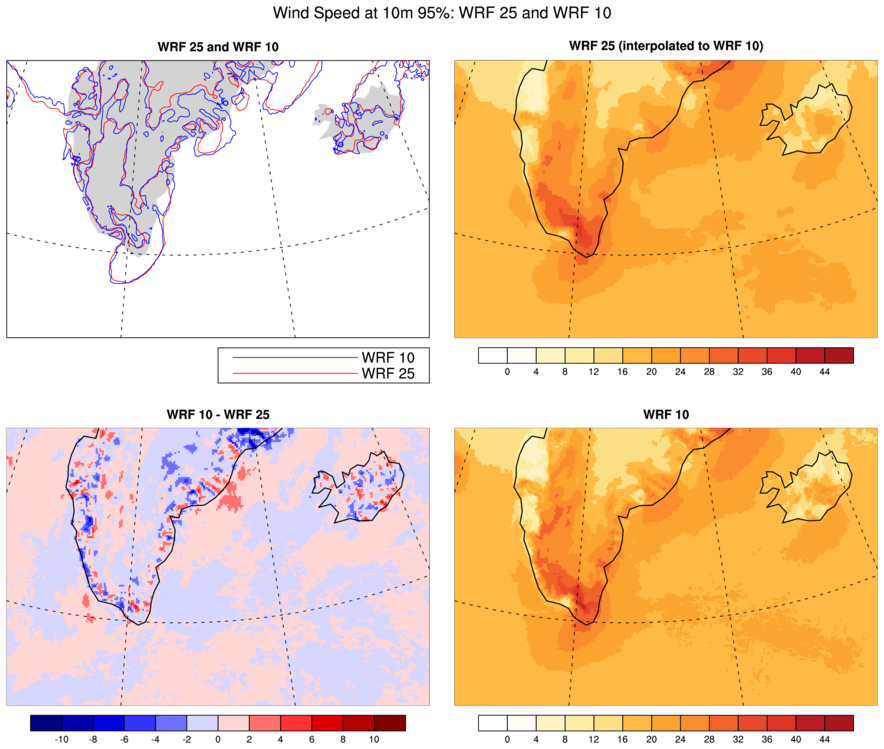 Wind Speed at 10m 95%: WRF 25 and WRF 10
WRF 25 and WRF 10
WRF 25 (interpolated to WRF 10)
WRF 10
WRF 25
0 4 8 12 16 20 24 28 32 36 40 44
WRF 10 - WRF 25
WRF 10
-10 -8 -6 -4 -2 0 2 4 6 8 10
0 4 8 12 16 20 24 28 32 36 40 44